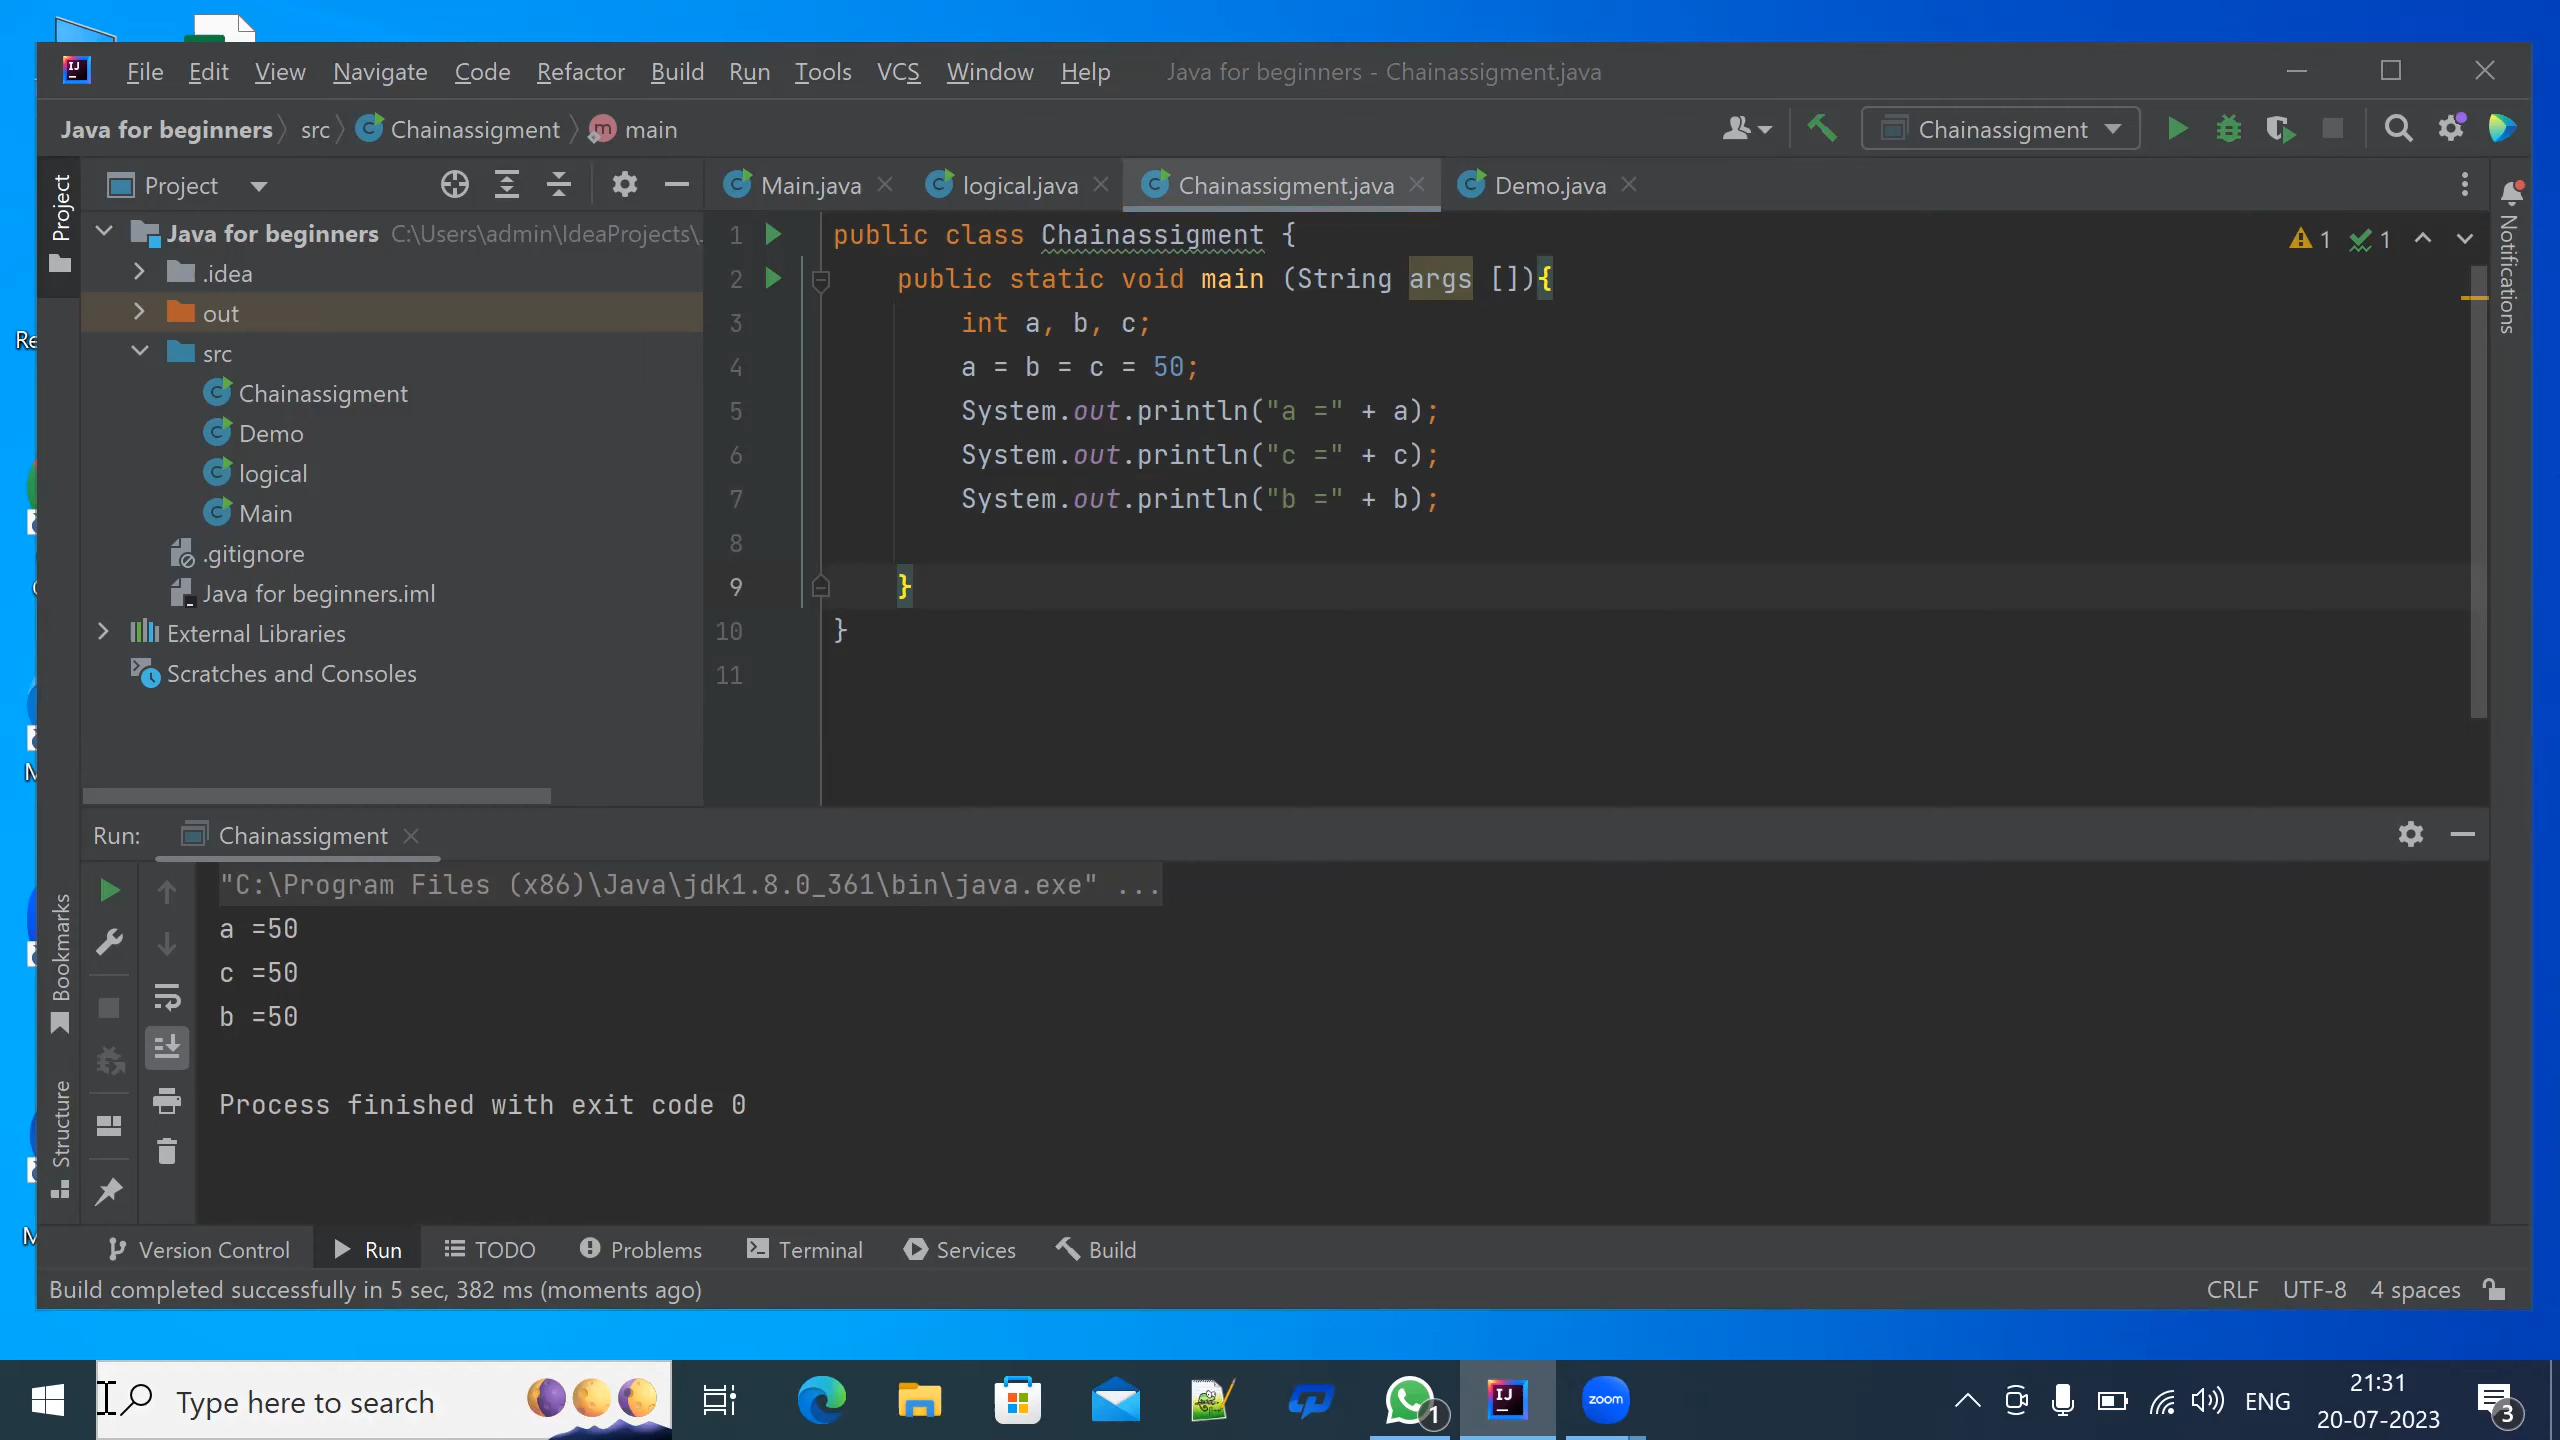 File Edit View Navigate Code Refactor Build Run Tools VCS Window Help Java for beginners - Chainassigment.java
Java for beginners src Chainassigment main Chainassigment
Project
Project Main.java logical.java Chainassigment.java Demo.java
Notifications
Java for beginners C:\Users\admin\IdeaProjects\
.idea
out
src
Chainassigment
Demo
logical
Main
.gitignore
Java for beginners.iml
External Libraries
Scratches and Consoles
1 public class Chainassigment {
2 public static void main (String args []){
3 int a, b, c;
4 a = b = c = 50;
5 System.out.println("a =" + a);
6 System.out.println("c =" + c);
7 System.out.println("b =" + b);
8
9 }
10 }
11
1 1
Run: Chainassigment
"C:\Program Files (x86)\Java\jdk1.8.0_361\bin\java.exe" ...
a =50
c =50
b =50
Process finished with exit code 0
Bookmarks
Structure
Version Control Run TODO Problems Terminal Services Build
Build completed successfully in 5 sec, 382 ms (moments ago) CRLF UTF-8 4 spaces
Type here to search zoom 1 ENG 21:31
20-07-2023 3